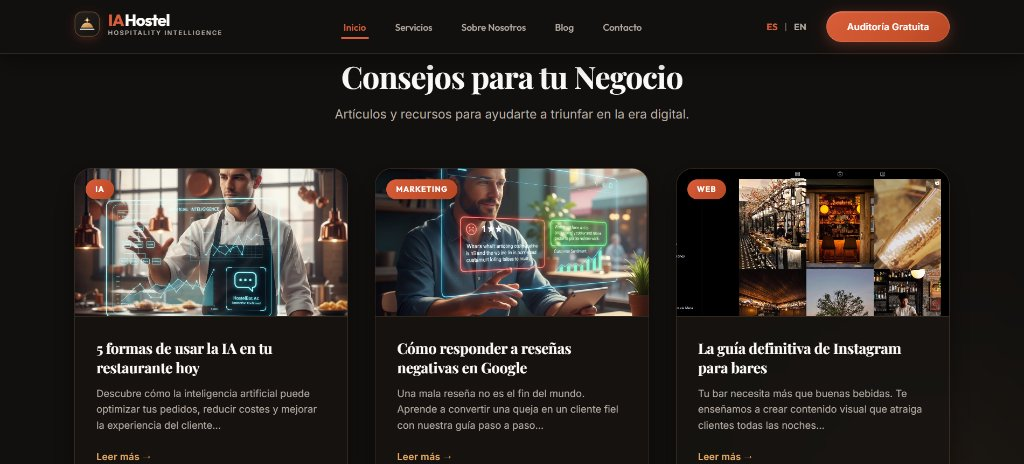 IAHostel
HOSPITALITY INTELLIGENCE
Inicio
Servicios
Sobre Nosotros
Blog
Contacto
ES | EN
Auditoría Gratuita
Consejos para tu Negocio
Artículos y recursos para ayudarte a triunfar en la era digital.
IA
INTELLIGENCE
5 formas de usar la IA en tu
restaurante hoy
Descubre cómo la inteligencia artificial puede
optimizar tus pedidos, reducir costes y mejorar
la experiencia del cliente...
Leer más →
MARKETING
Cómo responder a reseñas
negativas en Google
Una mala reseña no es el fin del mundo.
Aprende a convertir una queja en un cliente fiel
con nuestra guía paso a paso...
Leer más →
WEB
La guía definitiva de Instagram
para bares
Tu bar necesita más que buenas bebidas. Te
enseñamos a crear contenido visual que atraiga
clientes todas las noches...
Leer más →